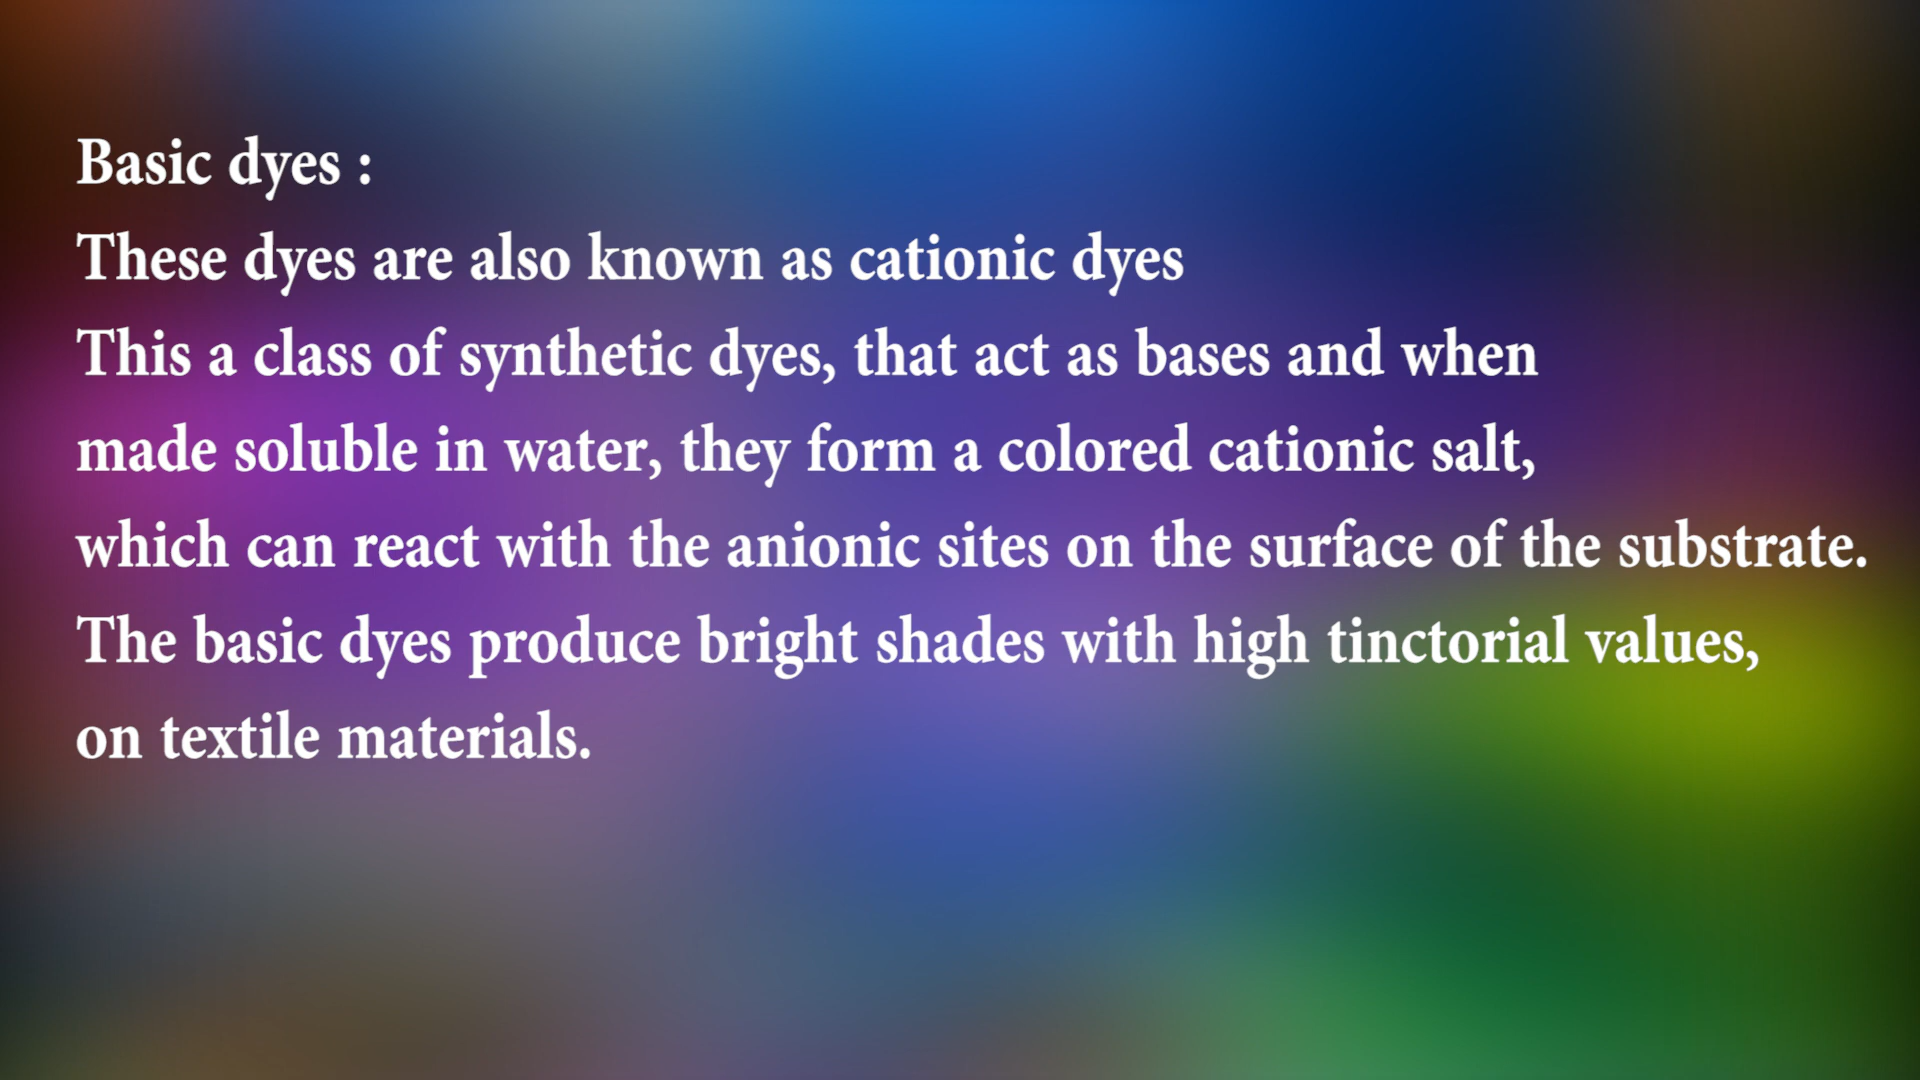 Basic dyes :
These dyes are also known as cationic dyes
This a class of synthetic dyes, that act as bases and when
made soluble in water, they form a colored cationic salt,
which can react with the anionic sites on the surface of the substrate.
The basic dyes produce bright shades with high tinctorial values,
on textile materials.